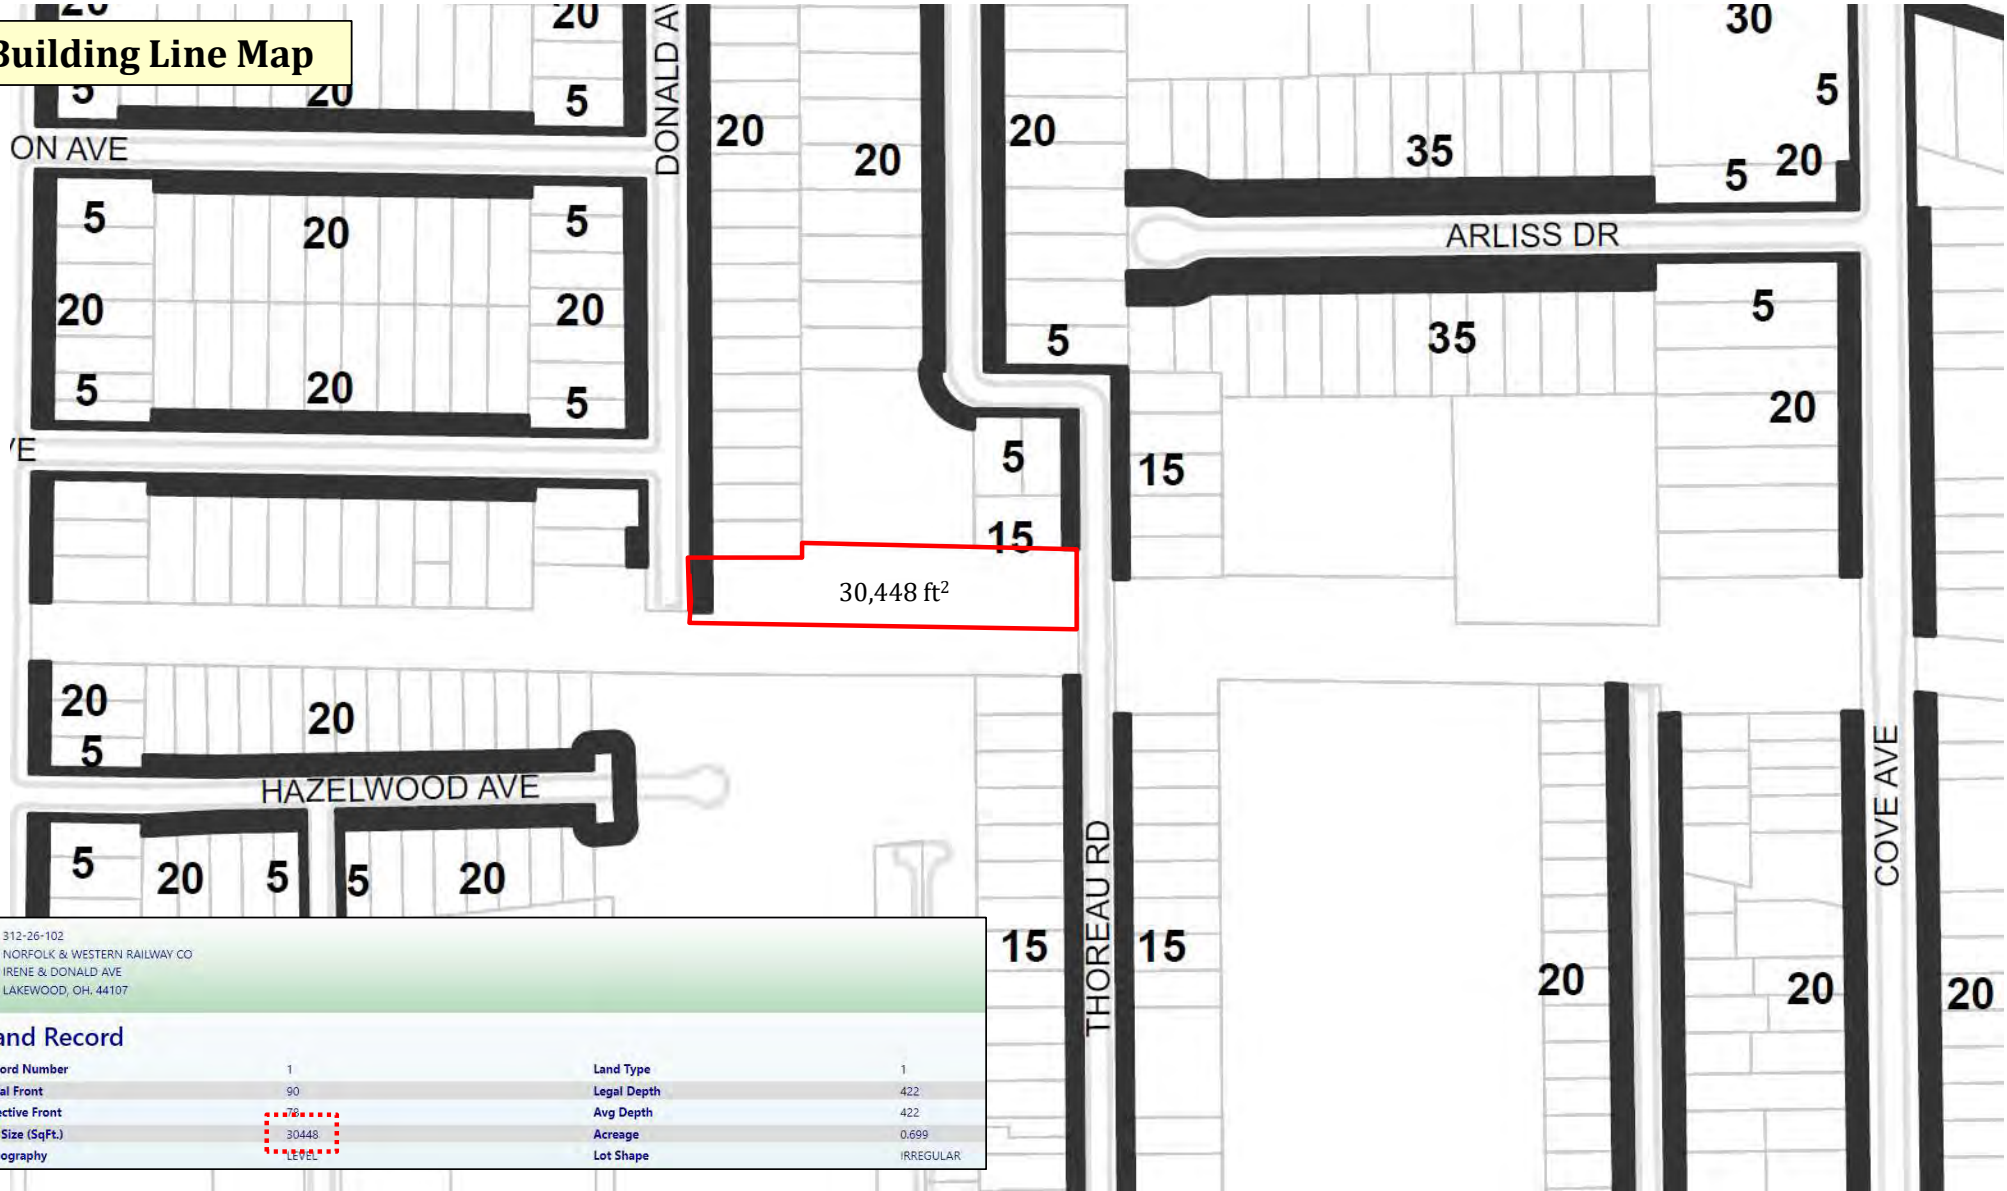 20
20
30
Building Line Map
5
20
5
DONALD AV
20
20
20
35
5
5
20
ON AVE
5
20
5
ARLISS DR
20
20
5
20
5
5
5
35
20
VE
5
15
15
30,448 ft²
20
20
5
HAZELWOOD AVE
5
20
5
5
20
THOREAU RD
COVE AVE
15
15
20
20
20
312-26-102
NORFOLK & WESTERN RAILWAY CO
IRENE & DONALD AVE
LAKEWOOD, OH. 44107
and Record
ord Number 1 Land Type 1
al Front 90 Legal Depth 422
ective Front 78 Avg Depth 422
Size (SqFt.) 30448 Acreage 0.699
ography LEVEL Lot Shape IRREGULAR